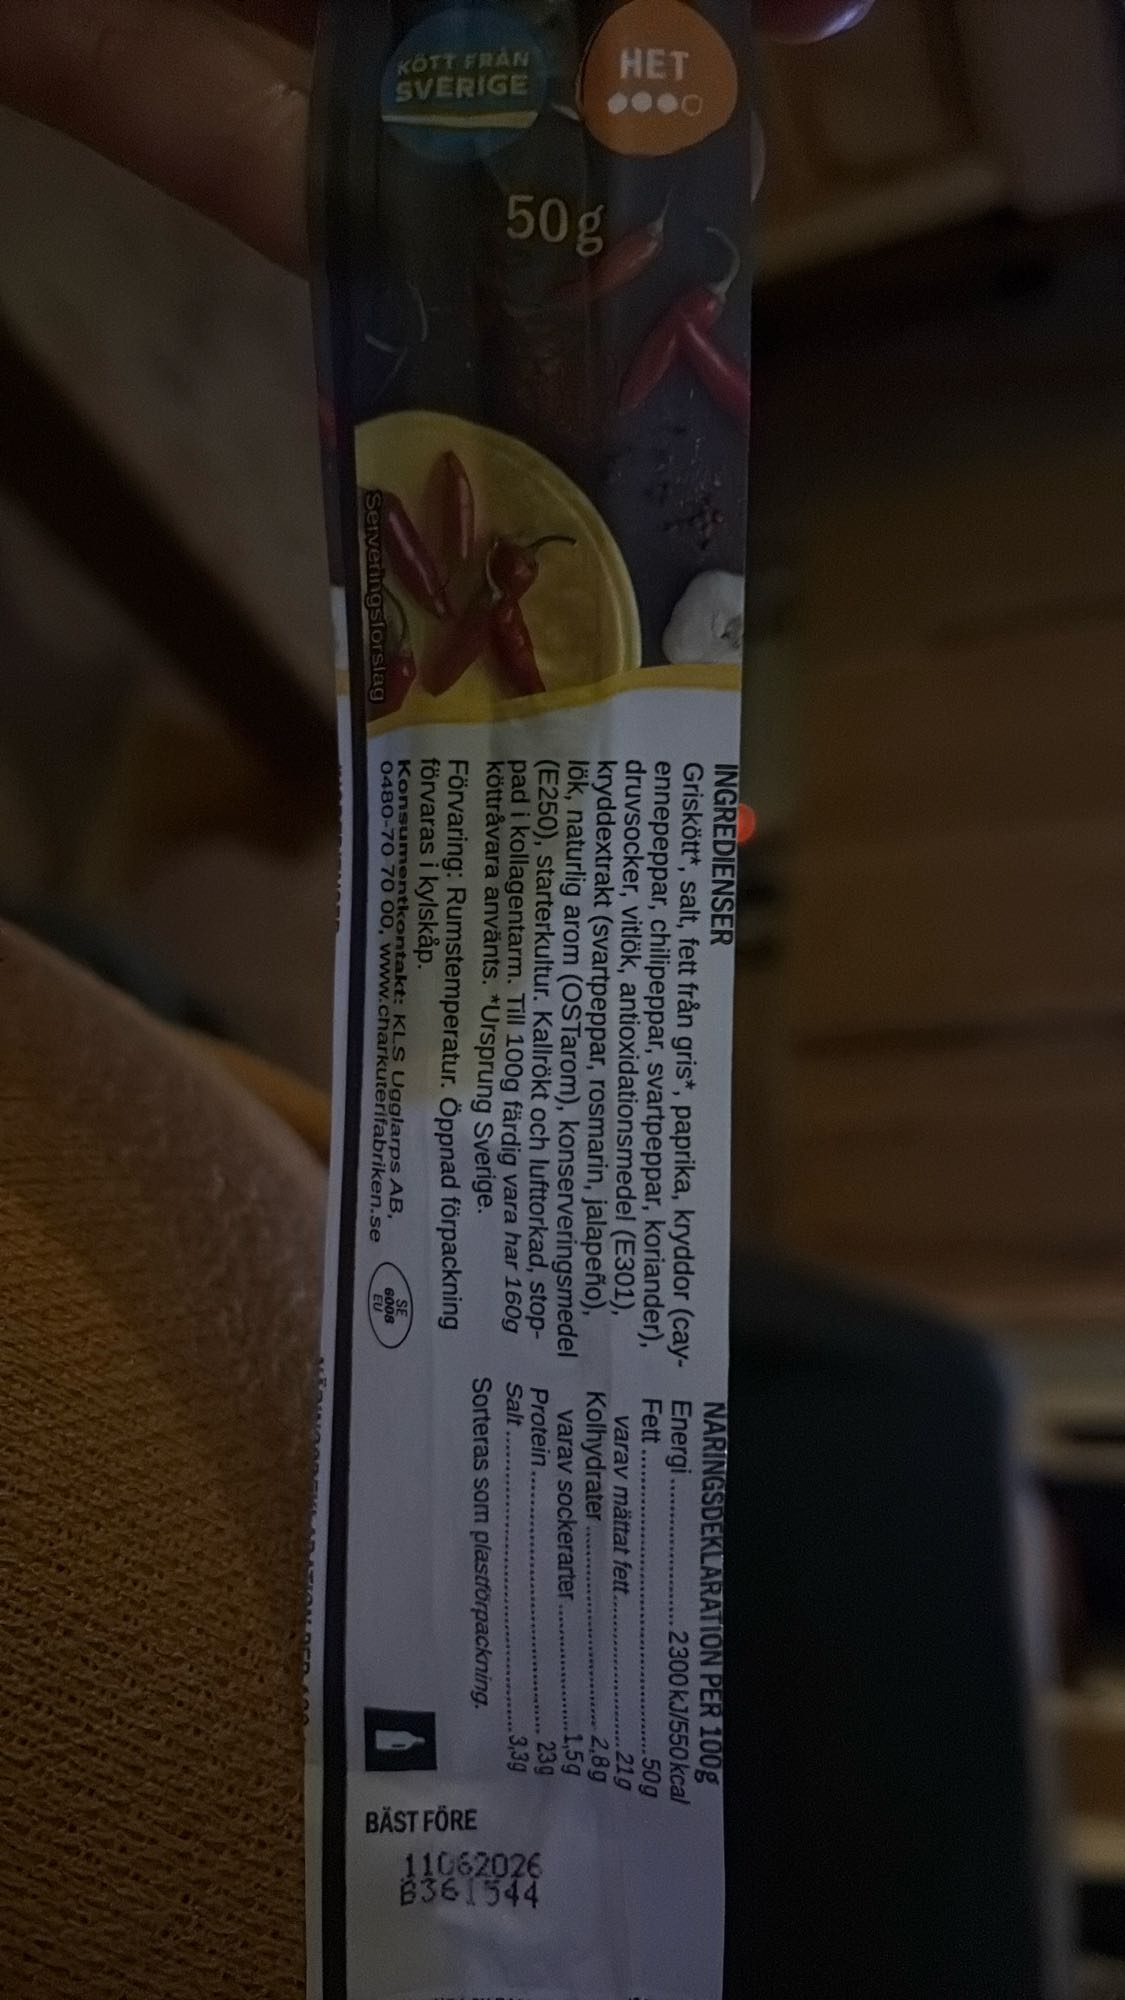 KÖTT FRÅN
SVERIGE
HET
50g
Serveringsförslag
INGREDIENSER
Griskött*, salt, fett från gris*, paprika, kryddor (cay-
ennepeppar, chilipeppar, svartpeppar, koriander),
druvsocker, vitlök, antioxidationsmedel (E301),
kryddextrakt (svartpeppar, rosmarin, jalapeño),
lök, naturlig arom (OSTarom), konserveringsmedel
(E250), starterkultur. Kallrökt och lufttorkad, stop-
pad i kollagentarm. Till 100g färdig vara har 160g
köttråvara använts. *Ursprung Sverige.
Förvaring: Rumstemperatur. Öppnad förpackning
förvaras i kylskåp.
Konsumentkontakt: KLS Ugglarps AB,
0480-70 70 00, www.charkuterifabriken.se
SE
6008
EU
NÄRINGSDEKLARATION PER 100g
Energi ................... 2300 kJ/550 kcal
Fett ........................................ 50g
varav mättat fett ..................... 21g
Kolhydrater .............................. 2,8g
varav sockerarter ................... 1,5g
Protein .................................... 23g
Salt ........................................ 3,3g
Sorteras som plastförpackning.
BÄST FÖRE
11062026